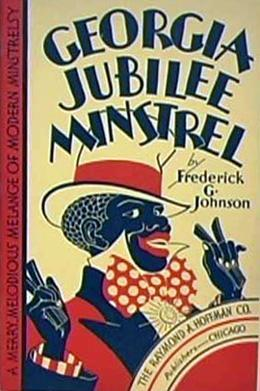 GEORGIA
JUBILEE
MINSTREL
by
Frederick
G.
Johnson
THE RAYMOND A. HOFFMAN CO.
Publishers—CHICAGO
A MERRY, MELODIOUS MELANGE OF MODERN MINSTRELSY